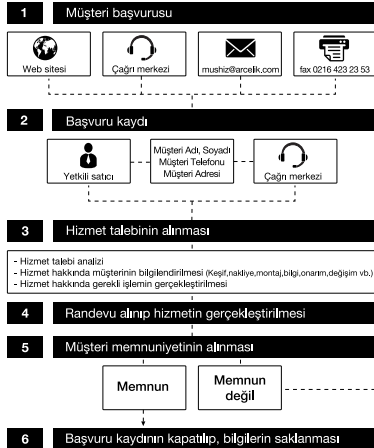 1 Müşteri başvurusu
Web sitesi
Çağrı merkezi
mushiz@arcelik.com
fax 0216 423 23 53
2 Başvuru kaydı
Yetkili satıcı
Müşteri Adı, Soyadı
Müşteri Telefonu
Müşteri Adresi
Çağrı merkezi
3 Hizmet talebinin alınması
- Hizmet talebi analizi
- Hizmet hakkında müşterinin bilgilendirilmesi (Keşif,nakliye,montaj,bilgi,onarım,değişim vb.)
- Hizmet hakkında gerekli işlemin gerçekleştirilmesi
4 Randevu alınıp hizmetin gerçekleştirilmesi
5 Müşteri memnuniyetinin alınması
Memnun
Memnun
değil
6 Başvuru kaydının kapatılıp, bilgilerin saklanması